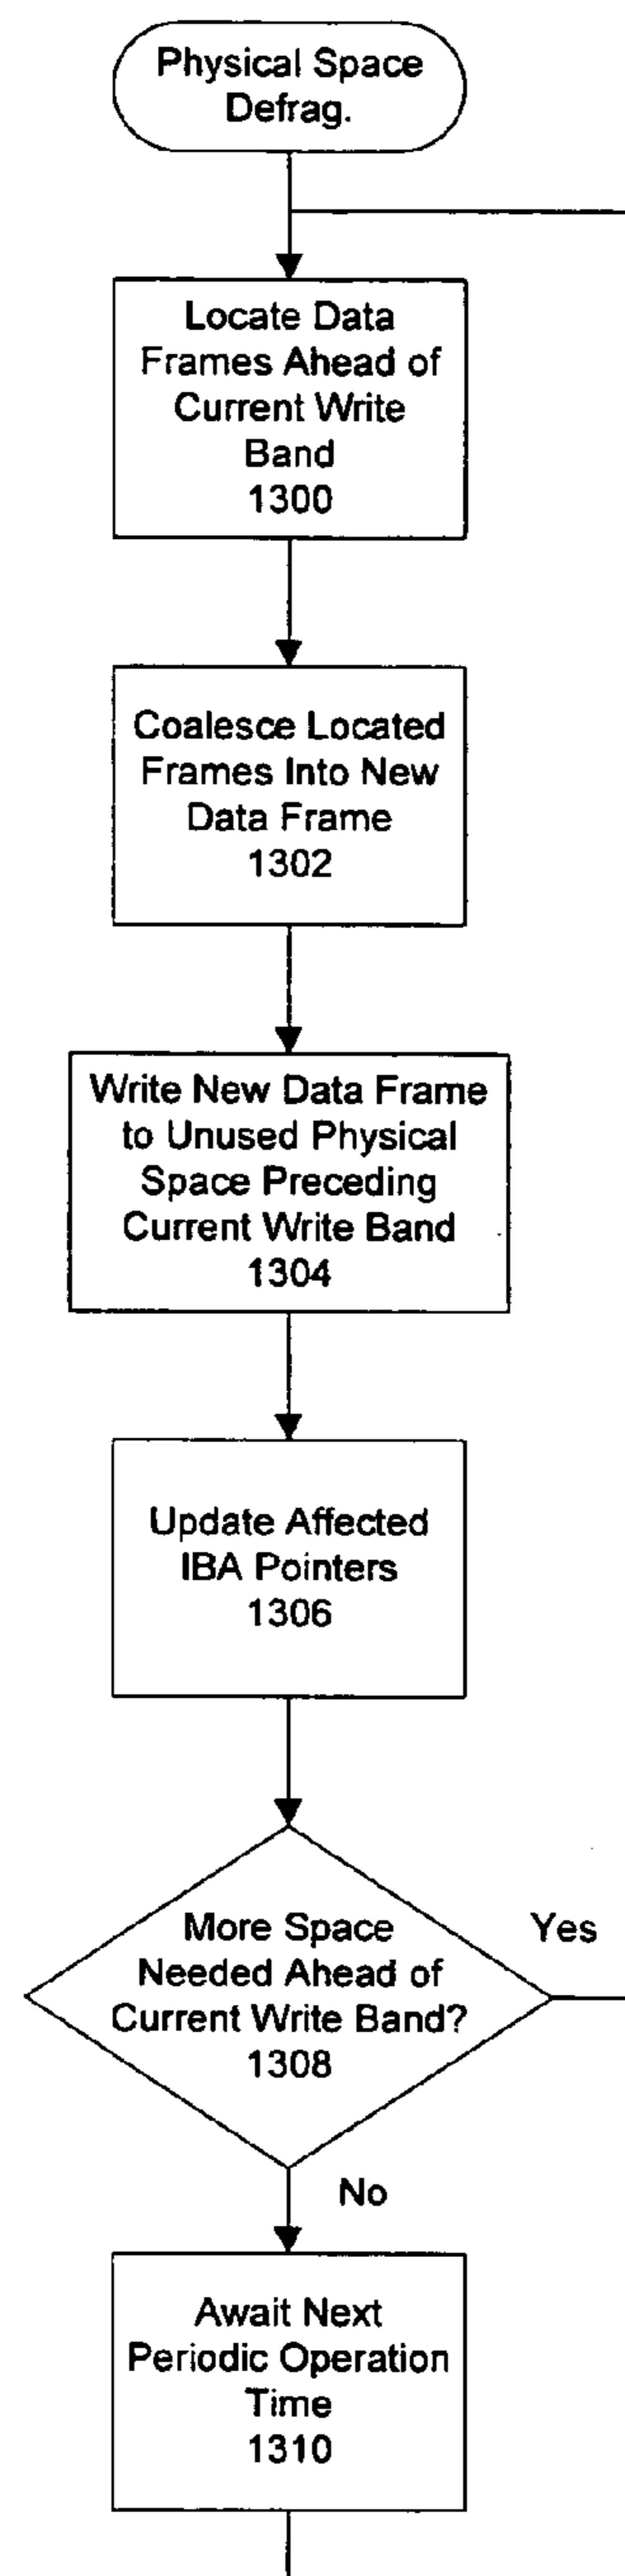 Physical Space
Defrag.
Locate Data
Frames Ahead of
Current Write
Band
1300
Coalesce Located
Frames Into New
Data Frame
1302
Write New Data Frame
to Unused Physical
Space Preceding
Current Write Band
1304
Update Affected
IBA Pointers
1306
More Space
Needed Ahead of
Current Write Band?
1308
Yes
No
Await Next
Periodic Operation
Time
1310